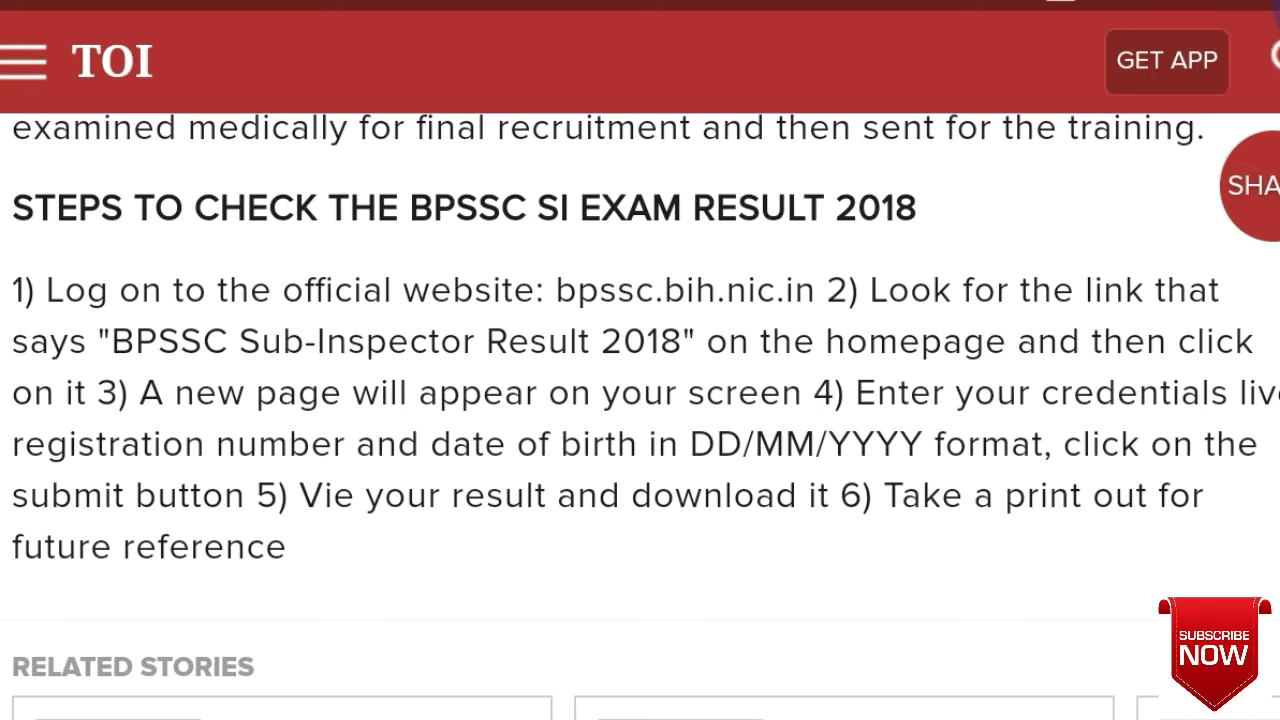 TOI
GET APP
examined medically for final recruitment and then sent for the training.
SHA
STEPS TO CHECK THE BPSSC SI EXAM RESULT 2018
1) Log on to the official website: bpssc.bih.nic.in 2) Look for the link that
says "BPSSC Sub-Inspector Result 2018" on the homepage and then click
on it 3) A new page will appear on your screen 4) Enter your credentials liv
registration number and date of birth in DD/MM/YYYY format, click on the
submit button 5) Vie your result and download it 6) Take a print out for
future reference
SUBSCRIBE
NOW
RELATED STORIES